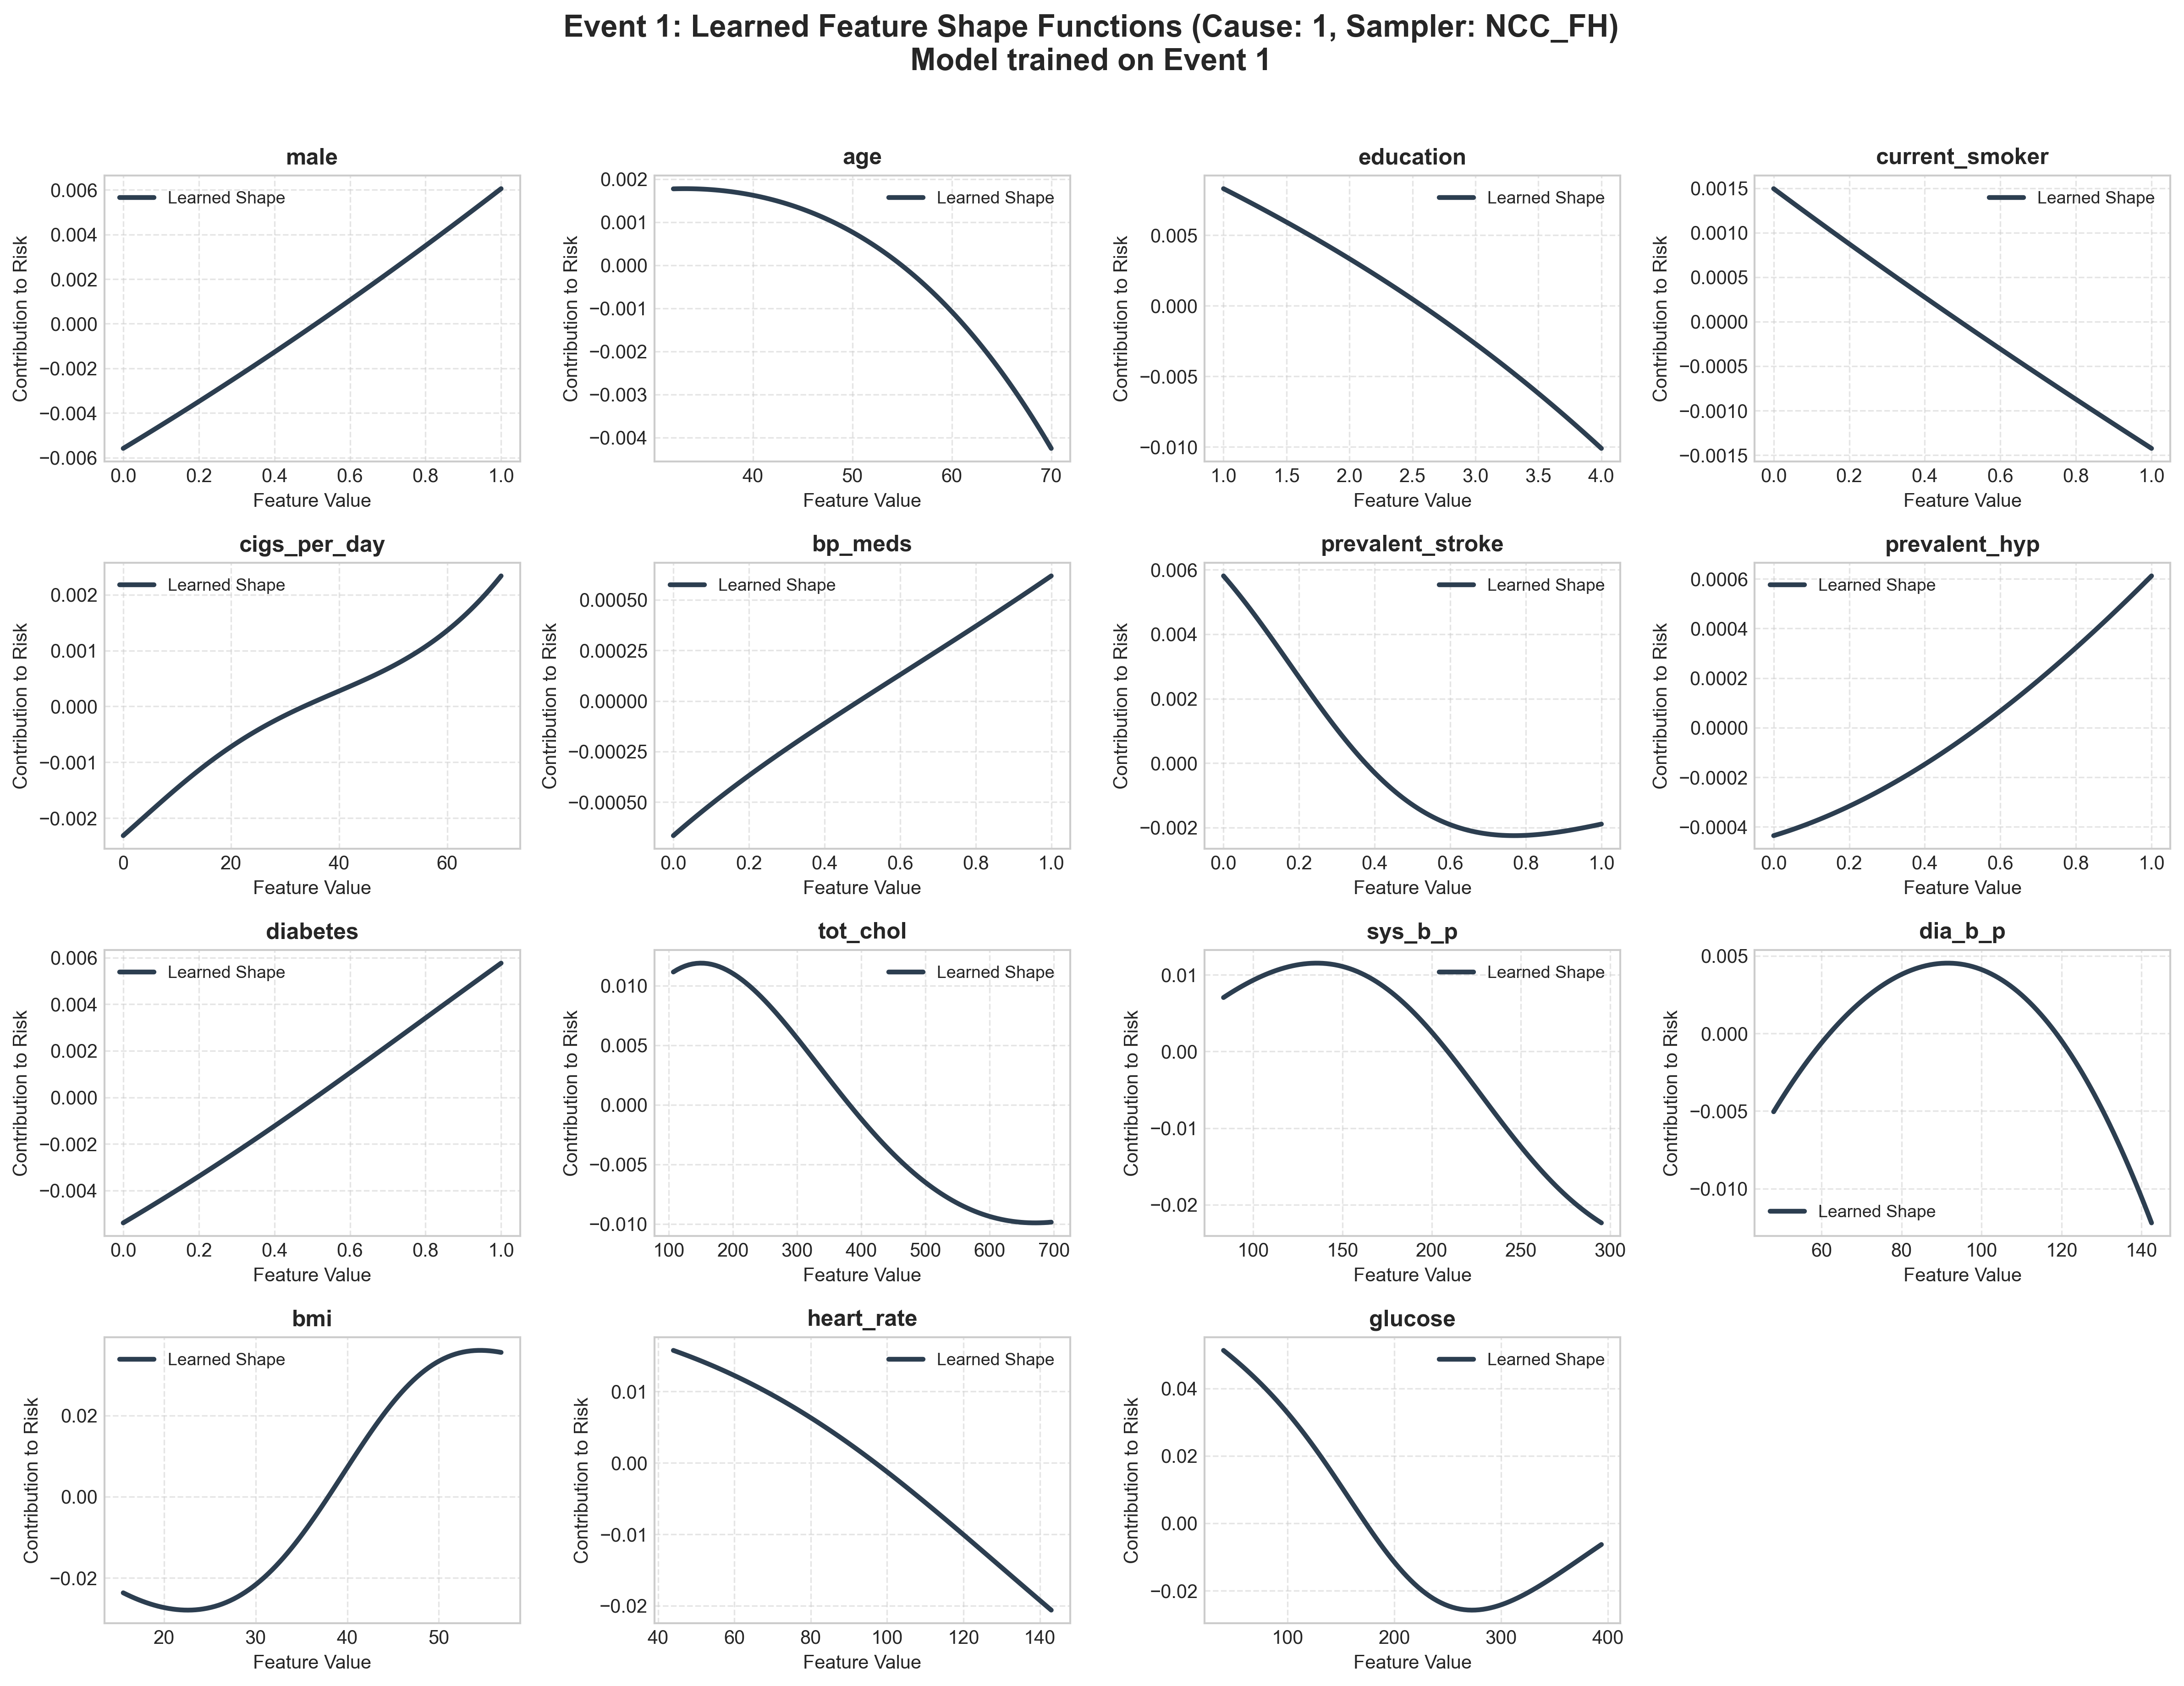 Event 1: Learned Feature Shape Functions (Cause: 1, Sampler: NCC_FH)
Model trained on Event 1
male
Contribution to Risk
0.006
0.004
0.002
0.000
−0.002
−0.004
−0.006
Learned Shape
0.0 0.2 0.4 0.6 0.8 1.0
Feature Value
age
Contribution to Risk
0.002
0.001
0.000
−0.001
−0.002
−0.003
−0.004
Learned Shape
40 50 60 70
Feature Value
education
Contribution to Risk
0.005
0.000
−0.005
−0.010
Learned Shape
1.0 1.5 2.0 2.5 3.0 3.5 4.0
Feature Value
current_smoker
Contribution to Risk
0.0015
0.0010
0.0005
0.0000
−0.0005
−0.0010
−0.0015
Learned Shape
0.0 0.2 0.4 0.6 0.8 1.0
Feature Value
cigs_per_day
Contribution to Risk
0.002
0.001
0.000
−0.001
−0.002
Learned Shape
0 20 40 60
Feature Value
bp_meds
Contribution to Risk
0.00050
0.00025
0.00000
−0.00025
−0.00050
Learned Shape
0.0 0.2 0.4 0.6 0.8 1.0
Feature Value
prevalent_stroke
Contribution to Risk
0.006
0.004
0.002
0.000
−0.002
Learned Shape
0.0 0.2 0.4 0.6 0.8 1.0
Feature Value
prevalent_hyp
Contribution to Risk
0.0006
0.0004
0.0002
0.0000
−0.0002
−0.0004
Learned Shape
0.0 0.2 0.4 0.6 0.8 1.0
Feature Value
diabetes
Contribution to Risk
0.006
0.004
0.002
0.000
−0.002
−0.004
Learned Shape
0.0 0.2 0.4 0.6 0.8 1.0
Feature Value
tot_chol
Contribution to Risk
0.010
0.005
0.000
−0.005
−0.010
Learned Shape
100 200 300 400 500 600 700
Feature Value
sys_b_p
Contribution to Risk
0.01
0.00
−0.01
−0.02
Learned Shape
100 150 200 250 300
Feature Value
dia_b_p
Contribution to Risk
0.005
0.000
−0.005
−0.010
Learned Shape
60 80 100 120 140
Feature Value
bmi
Contribution to Risk
0.02
0.00
−0.02
Learned Shape
20 30 40 50
Feature Value
heart_rate
Contribution to Risk
0.01
0.00
−0.01
−0.02
Learned Shape
40 60 80 100 120 140
Feature Value
glucose
Contribution to Risk
0.04
0.02
0.00
−0.02
Learned Shape
100 200 300 400
Feature Value